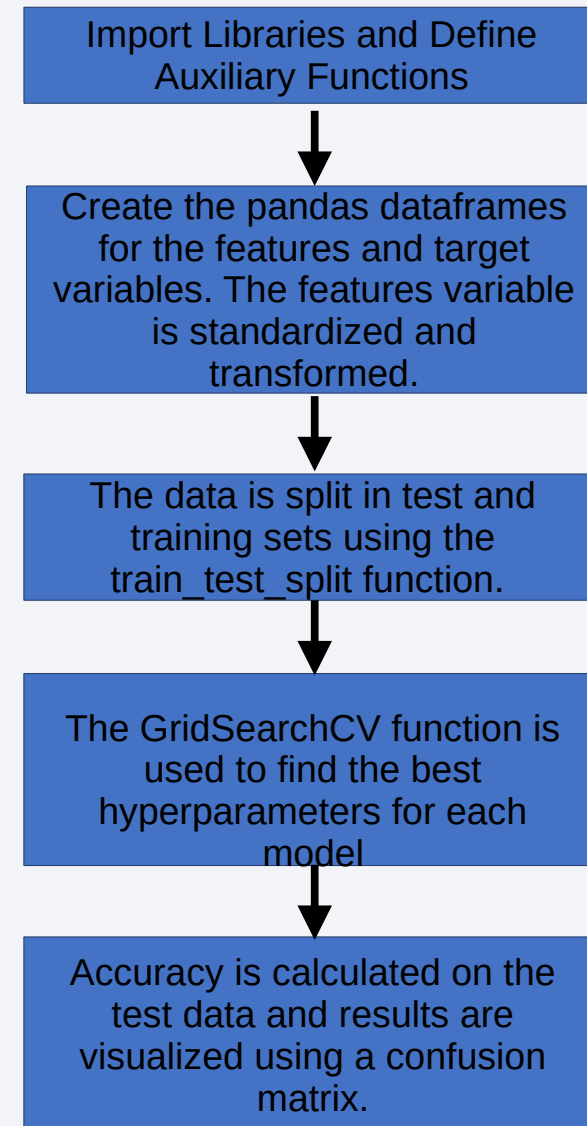 Import Libraries and Define
Auxiliary Functions
Create the pandas dataframes
for the features and target
variables. The features variable
is standardized and
transformed.
The data is split in test and
training sets using the
train_test_split function.
The GridSearchCV function is
used to find the best
hyperparameters for each
model
Accuracy is calculated on the
test data and results are
visualized using a confusion
matrix.